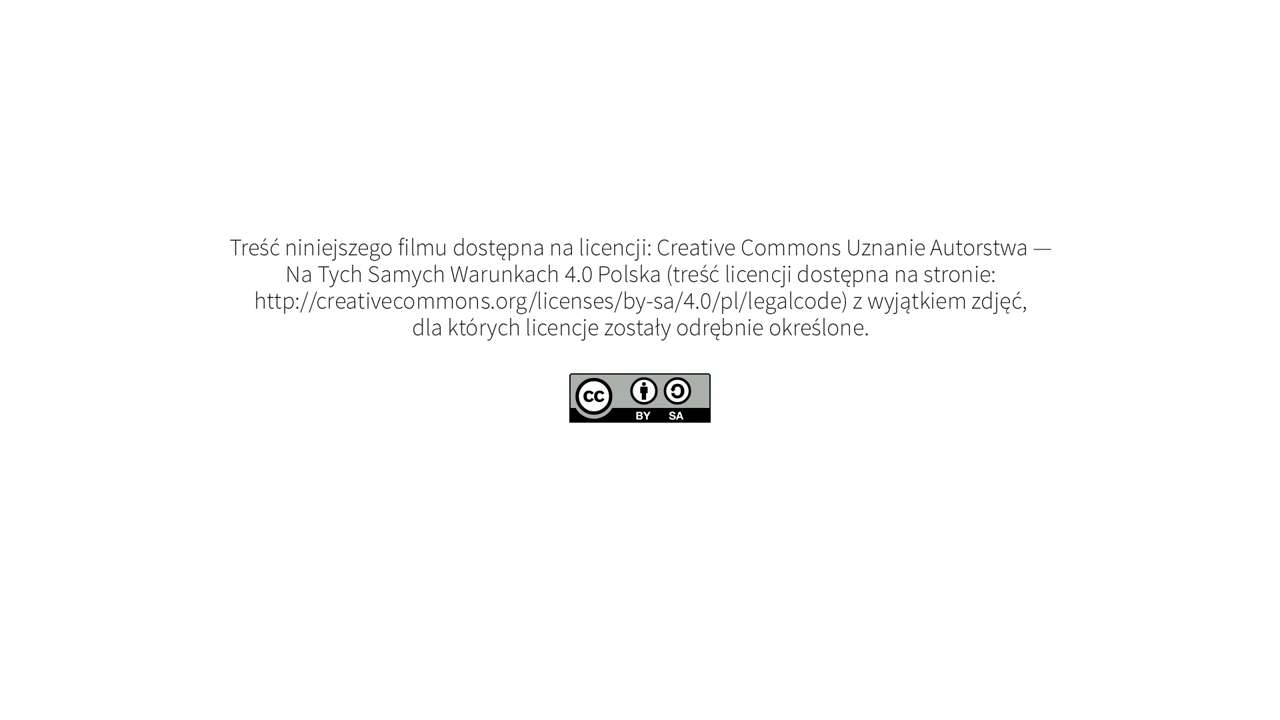 Treść niniejszego filmu dostępna na licencji: Creative Commons Uznanie Autorstwa —
Na Tych Samych Warunkach 4.0 Polska (treść licencji dostępna na stronie:
http://creativecommons.org/licenses/by-sa/4.0/pl/legalcode) z wyjątkiem zdjęć,
dla których licencje zostały odrębnie określone.
cc
BY SA